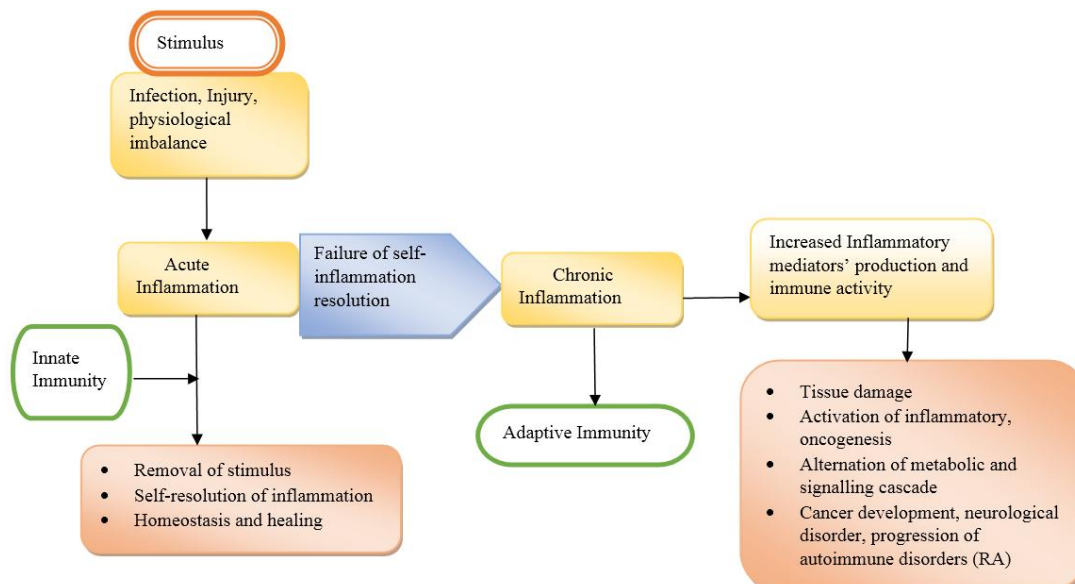 Stimulus
Infection, Injury,
physiological
imbalance
Acute
Inflammation
Failure of self-
inflammation
resolution
Chronic
Inflammation
Increased Inflammatory
mediators’ production and
immune activity
Innate
Immunity
Adaptive Immunity
• Removal of stimulus
• Self-resolution of inflammation
• Homeostasis and healing
• Tissue damage
• Activation of inflammatory,
oncogenesis
• Alternation of metabolic and
signalling cascade
• Cancer development, neurological
disorder, progression of
autoimmune disorders (RA)